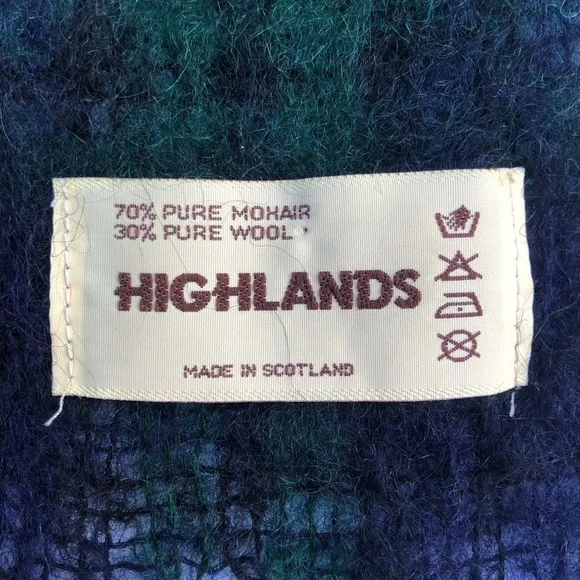 70% PURE MOHAIR
30% PURE WOOL
HIGHLANDS
MADE IN SCOTLAND